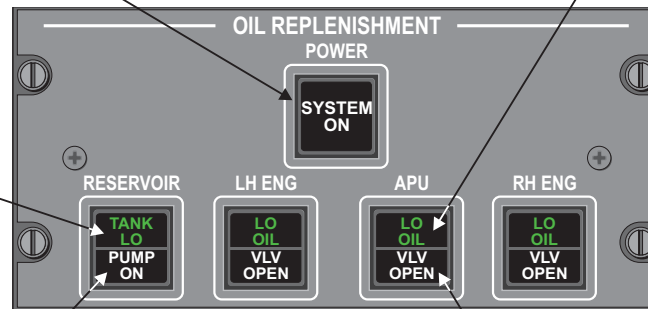 OIL REPLENISHMENT
POWER
SYSTEM
ON
RESERVOIR LH ENG APU RH ENG
TANK LO LO LO
LO OIL OIL OIL
PUMP VLV VLV VLV
ON OPEN OPEN OPEN